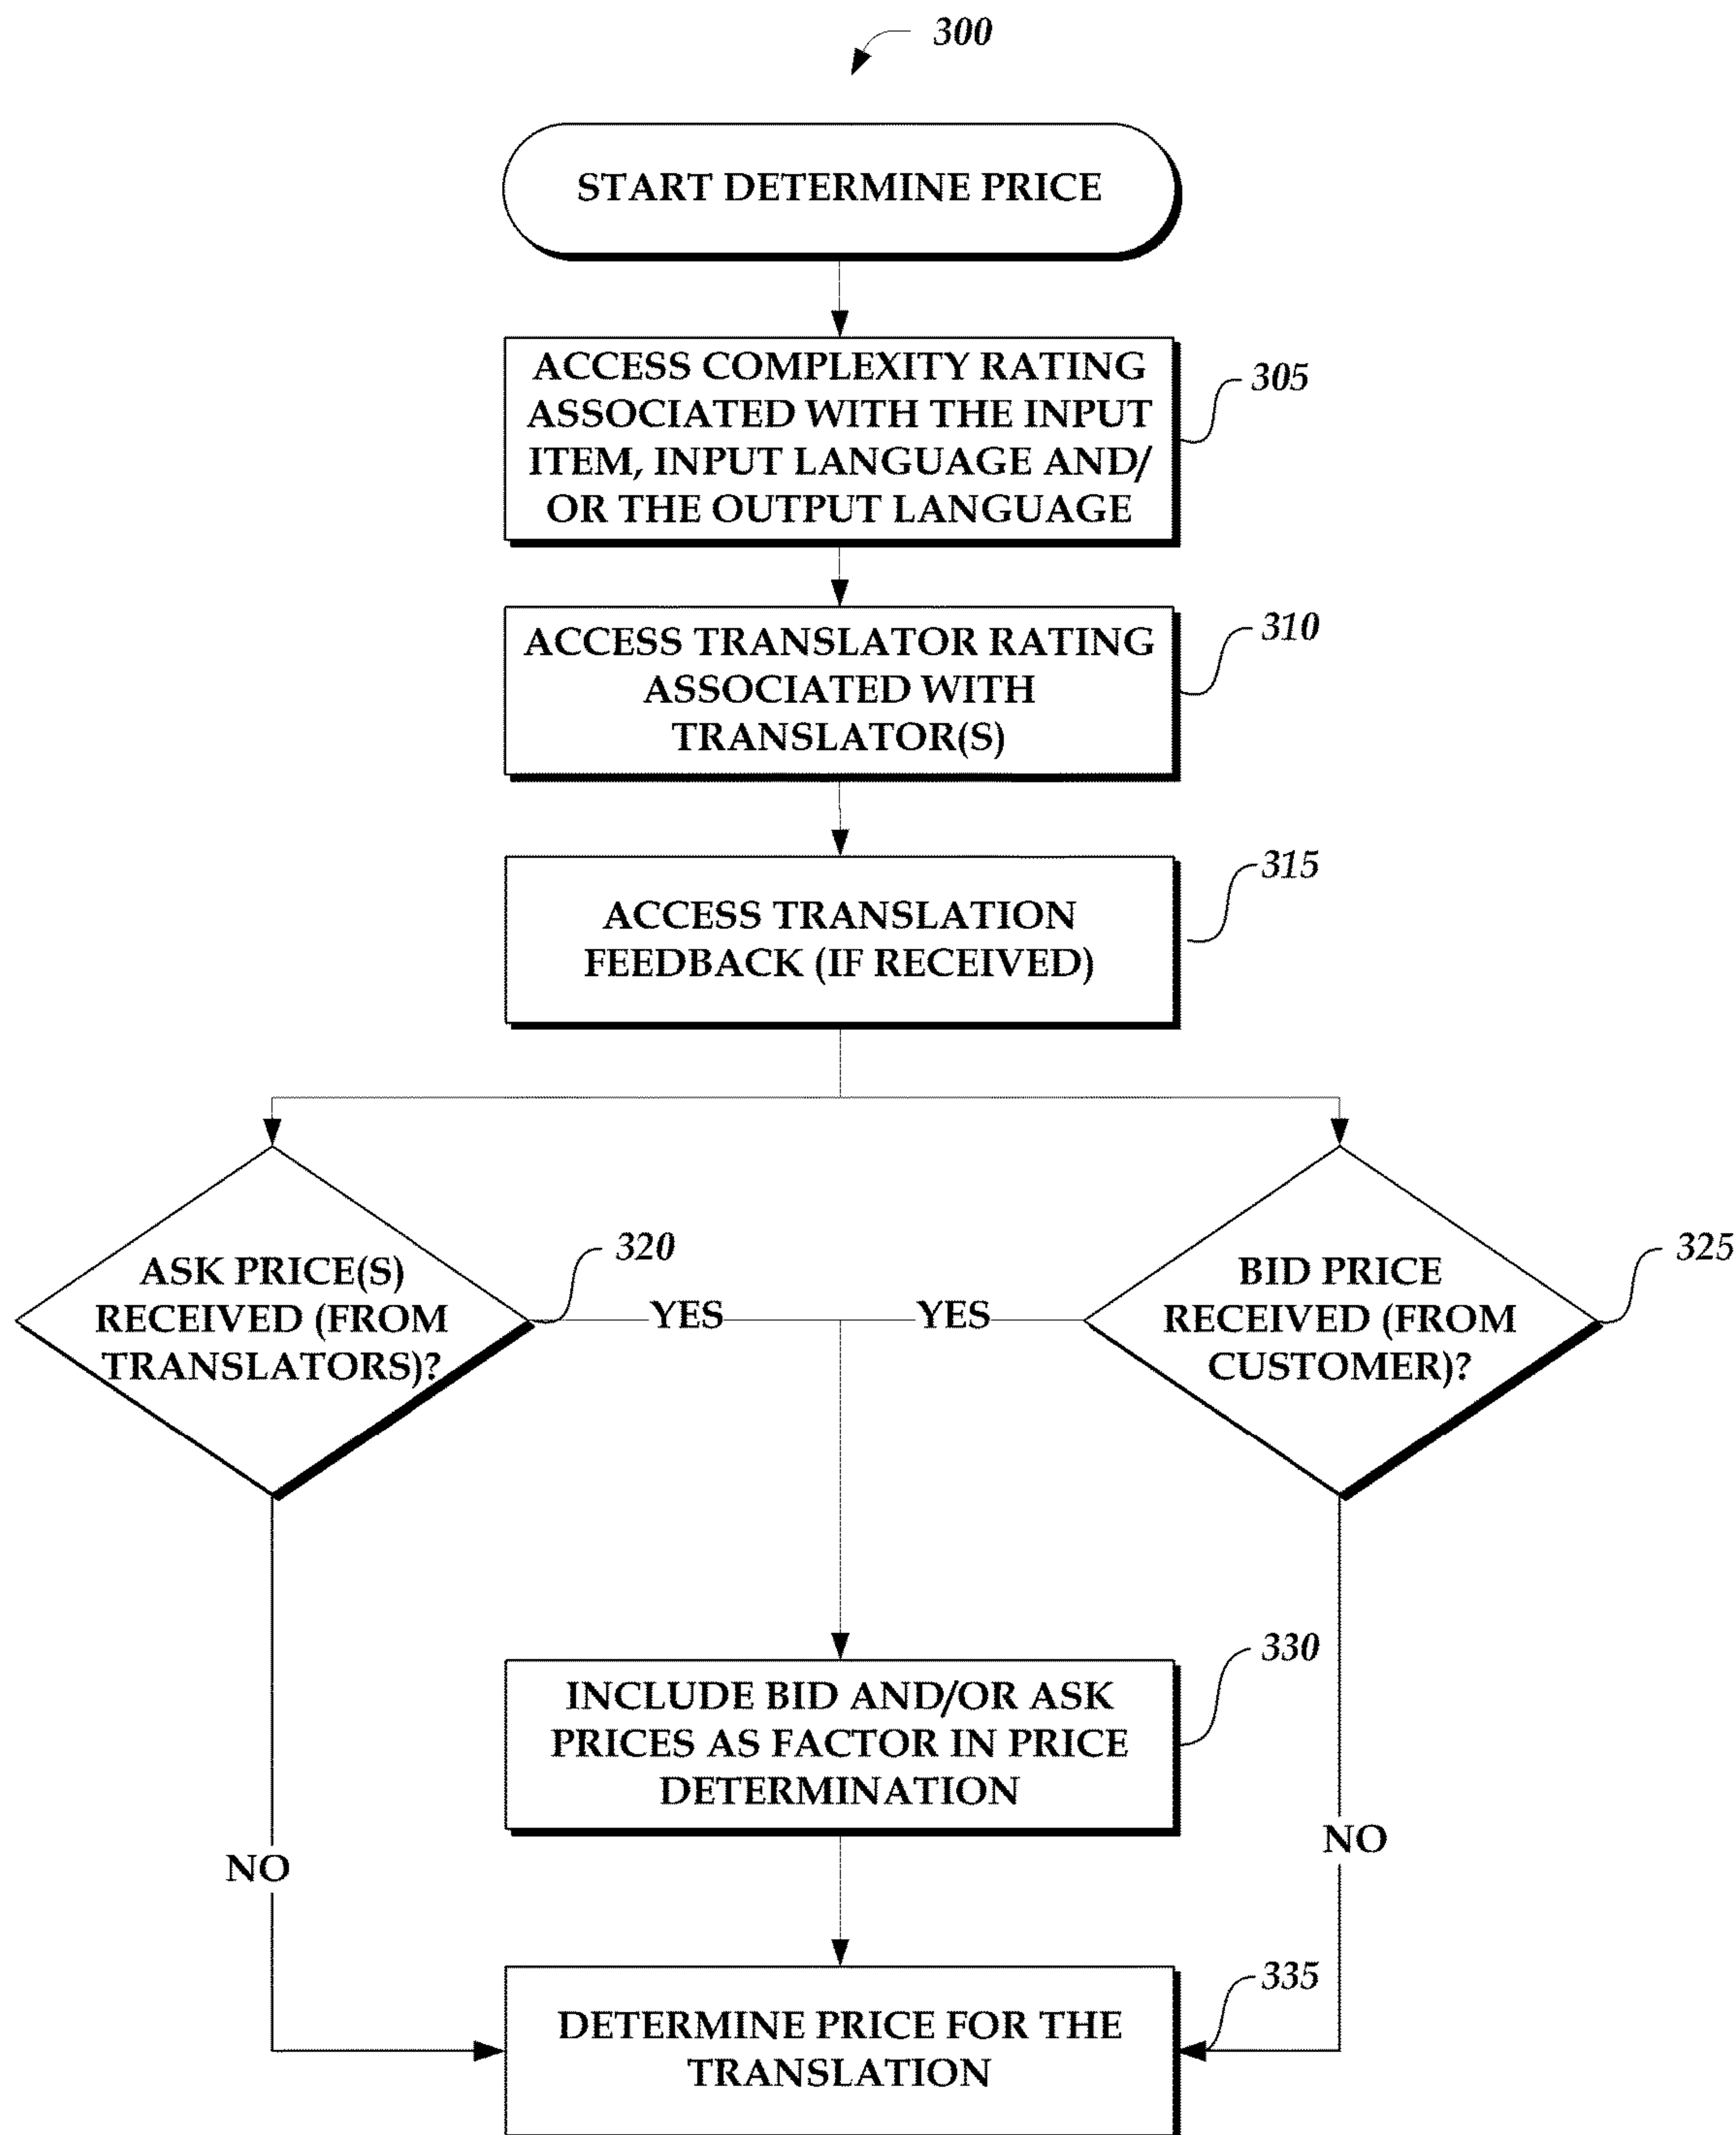 300
START DETERMINE PRICE
ACCESS COMPLEXITY RATING
ASSOCIATED WITH THE INPUT
ITEM, INPUT LANGUAGE AND/
OR THE OUTPUT LANGUAGE
305
ACCESS TRANSLATOR RATING
ASSOCIATED WITH
TRANSLATOR(S)
310
ACCESS TRANSLATION
FEEDBACK (IF RECEIVED)
315
ASK PRICE(S)
RECEIVED (FROM
TRANSLATORS)?
320
YES
YES
BID PRICE
RECEIVED (FROM
CUSTOMER)?
325
INCLUDE BID AND/OR ASK
PRICES AS FACTOR IN PRICE
DETERMINATION
330
NO
NO
DETERMINE PRICE FOR THE
TRANSLATION
335